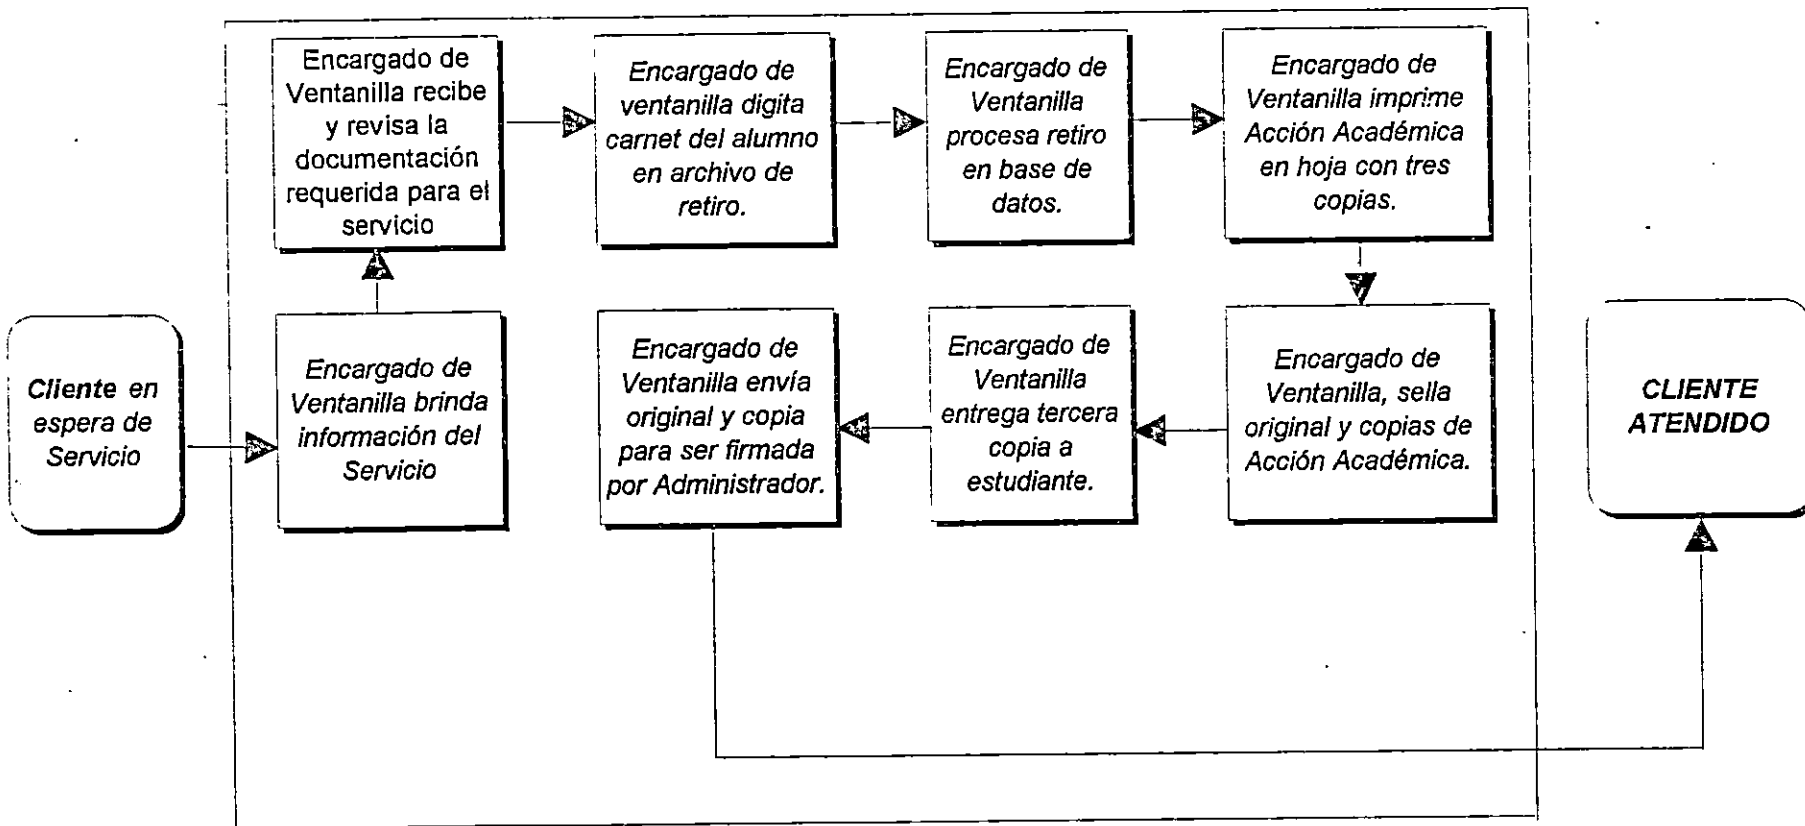 Cliente en
espera de
Servicio
Encargado de
Ventanilla brinda
información del
Servicio
Encargado de
Ventanilla recibe
y revisa la
documentación
requerida para el
servicio
Encargado de
ventanilla digita
carnet del alumno
en archivo de
retiro.
Encargado de
Ventanilla
procesa retiro
en base de
datos.
Encargado de
Ventanilla imprime
Acción Académica
en hoja con tres
copias.
Encargado de
Ventanilla, sella
original y copias de
Acción Académica.
Encargado de
Ventanilla
entrega tercera
copia a
estudiante.
Encargado de
Ventanilla envía
original y copia
para ser firmada
por Administrador.
CLIENTE
ATENDIDO